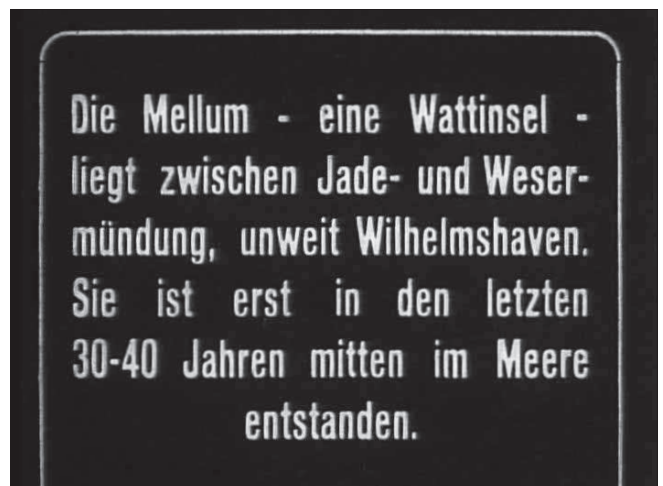 Die Mellum - eine Wattinsel -
liegt zwischen Jade- und Weser-
mündung, unweit Wilhelmshaven.
Sie ist erst in den letzten
30-40 Jahren mitten im Meere
entstanden.